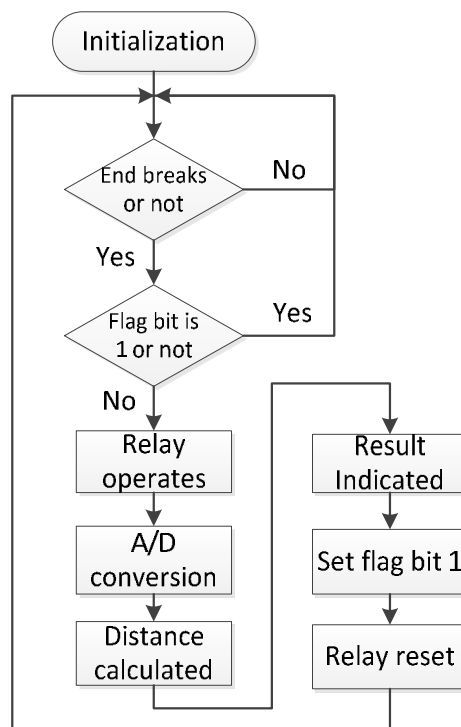 Initialization
End breaks
or not
No
Yes
Flag bit is
1 or not
Yes
No
Relay
operates
A/D
conversion
Distance
calculated
Result
Indicated
Set flag bit 1
Relay reset